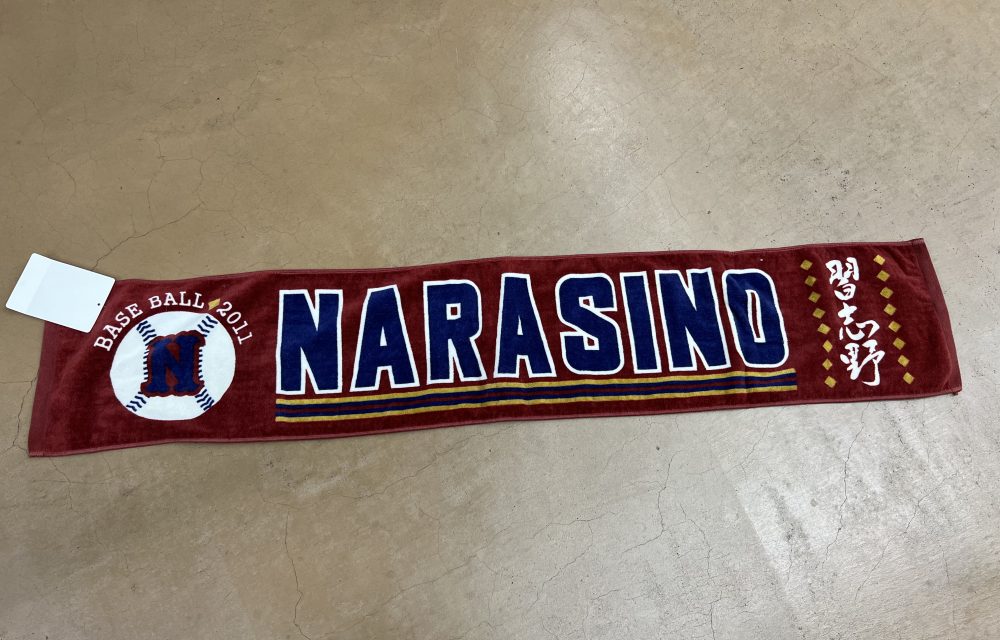 BASE BALL◆2011
N
NARASINO
習志野